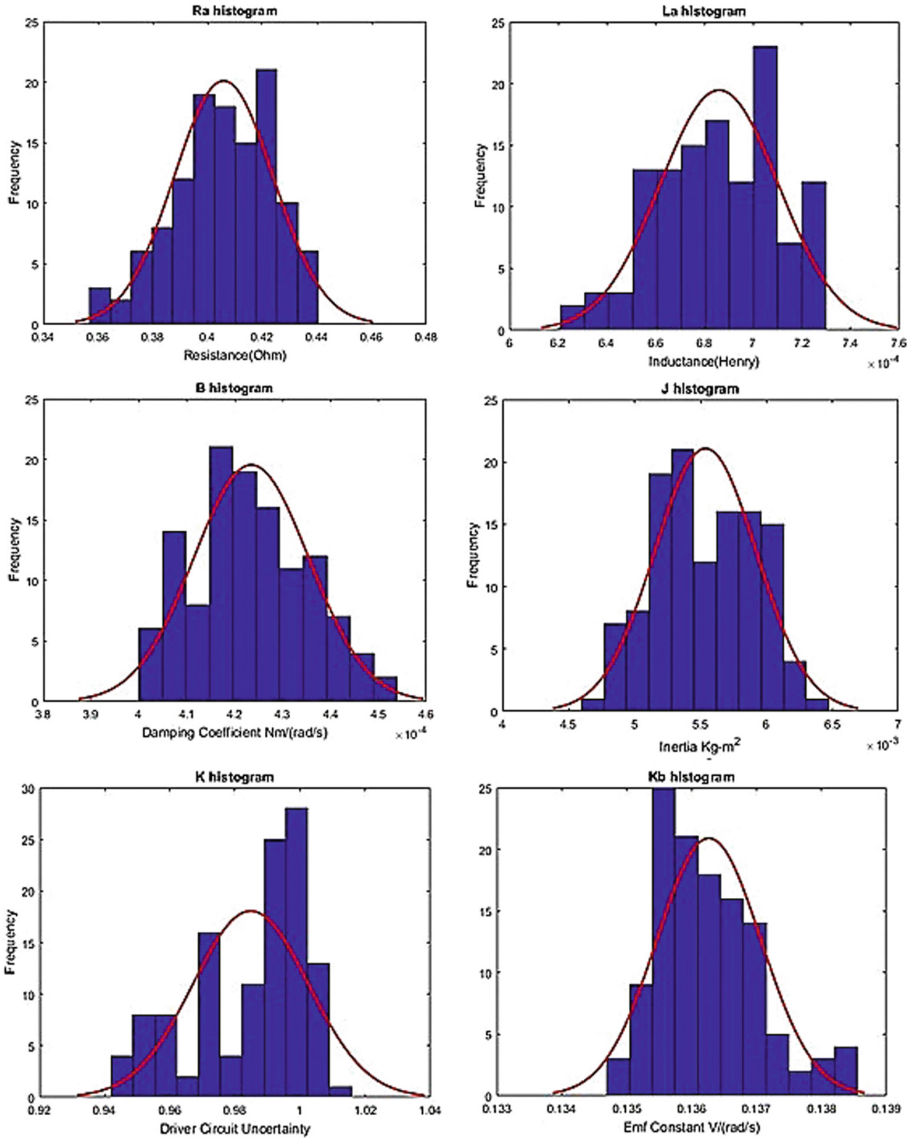 Ra histogram
25
20
15
10
5
0
Frequency
0.34 0.36 0.38 0.4 0.42 0.44 0.46 0.48
Resistance(Ohm)
La histogram
25
20
15
10
5
0
Frequency
6 6.2 6.4 6.6 6.8 7 7.2 7.4 7.6
Inductance(Henry)
×10⁻⁴
B histogram
25
20
15
10
5
0
Frequency
3.8 3.9 4 4.1 4.2 4.3 4.4 4.5 4.6
Damping Coefficient Nm/(rad/s)
×10⁻⁴
J histogram
25
20
15
10
5
0
Frequency
4 4.5 5 5.5 6 6.5 7
Inertia Kg-m²
×10⁻³
K histogram
30
25
20
15
10
5
0
Frequency
0.92 0.94 0.96 0.98 1 1.02 1.04
Driver Circuit Uncertainty
Kb histogram
25
20
15
10
5
0
Frequency
0.133 0.134 0.135 0.136 0.137 0.138 0.139
Emf Constant V/(rad/s)